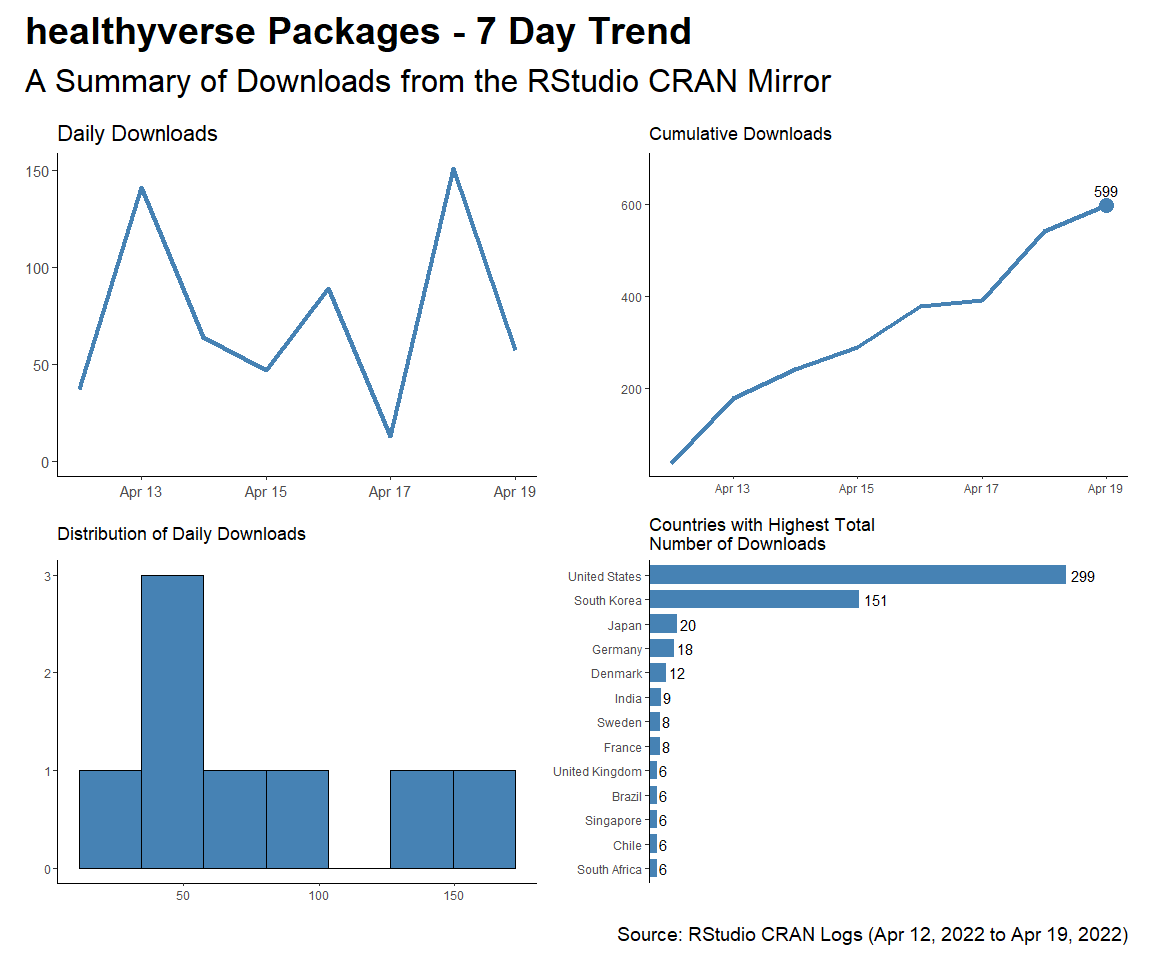 healthyverse Packages - 7 Day Trend
A Summary of Downloads from the RStudio CRAN Mirror
Daily Downloads
150
100
50
0
Apr 13 Apr 15 Apr 17 Apr 19
Cumulative Downloads
599
600
400
200
Apr 13 Apr 15 Apr 17 Apr 19
Distribution of Daily Downloads
3
2
1
0
50 100 150
Countries with Highest Total
Number of Downloads
United States 299
South Korea 151
Japan 20
Germany 18
Denmark 12
India 9
Sweden 8
France 8
United Kingdom 6
Brazil 6
Singapore 6
Chile 6
South Africa 6
Source: RStudio CRAN Logs (Apr 12, 2022 to Apr 19, 2022)